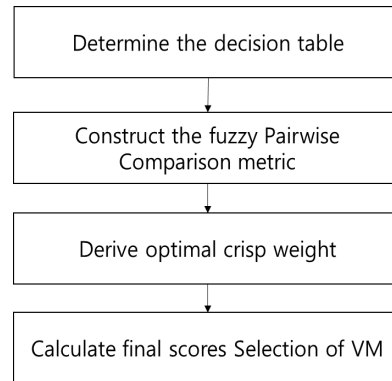 Determine the decision table
Construct the fuzzy Pairwise
Comparison metric
Derive optimal crisp weight
Calculate final scores Selection of VM